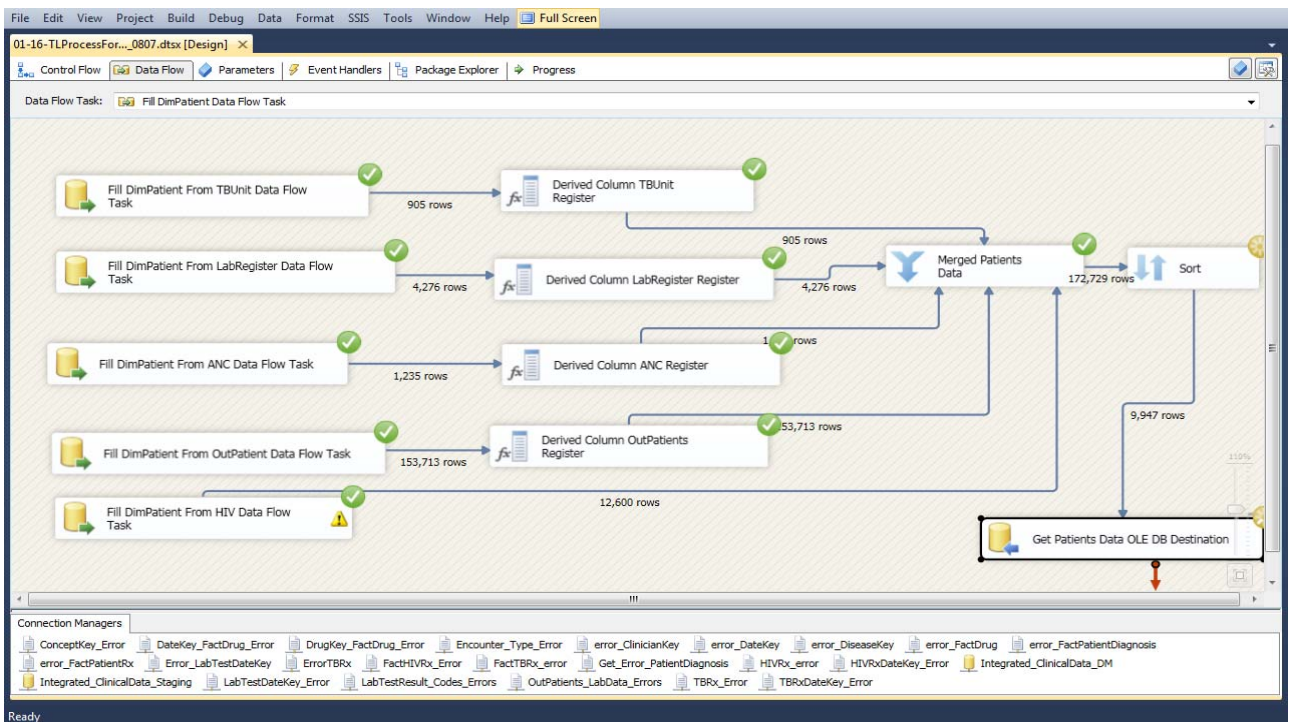 File Edit View Project Build Debug Data Format SSIS Tools Window Help Full Screen
01-16-TLProcessFor..._0807.dtsx [Design]
Control Flow Data Flow Parameters Event Handlers Package Explorer Progress
Data Flow Task: Fill DimPatient Data Flow Task
Fill DimPatient From TBUnit Data Flow
Task
905 rows
Derived Column TBUnit
Register
905 rows
Fill DimPatient From LabRegister Data Flow
Task
4,276 rows
Derived Column LabRegister Register
4,276 rows
Merged Patients
Data
172,729 rows
Sort
Fill DimPatient From ANC Data Flow Task
1,235 rows
Derived Column ANC Register
rows
Fill DimPatient From OutPatient Data Flow Task
153,713 rows
Derived Column OutPatients
Register
53,713 rows
9,947 rows
110%
Fill DimPatient From HIV Data Flow
Task
12,600 rows
Get Patients Data OLE DB Destination
Connection Managers
ConceptKey_Error DateKey_FactDrug_Error DrugKey_FactDrug_Error Encounter_Type_Error error_ClinicianKey error_DateKey error_DiseaseKey error_FactDrug error_FactPatientDiagnosis
error_FactPatientRx Error_LabTestDateKey ErrorTBRx FactHIVRx_Error FactTBRx_error Get_Error_PatientDiagnosis HIVRx_error HIVRxDateKey_Error Integrated_ClinicalData_DM
Integrated_ClinicalData_Staging LabTestDateKey_Error LabTestResult_Codes_Errors OutPatients_LabData_Errors TBRx_Error TBRxDateKey_Error
Ready